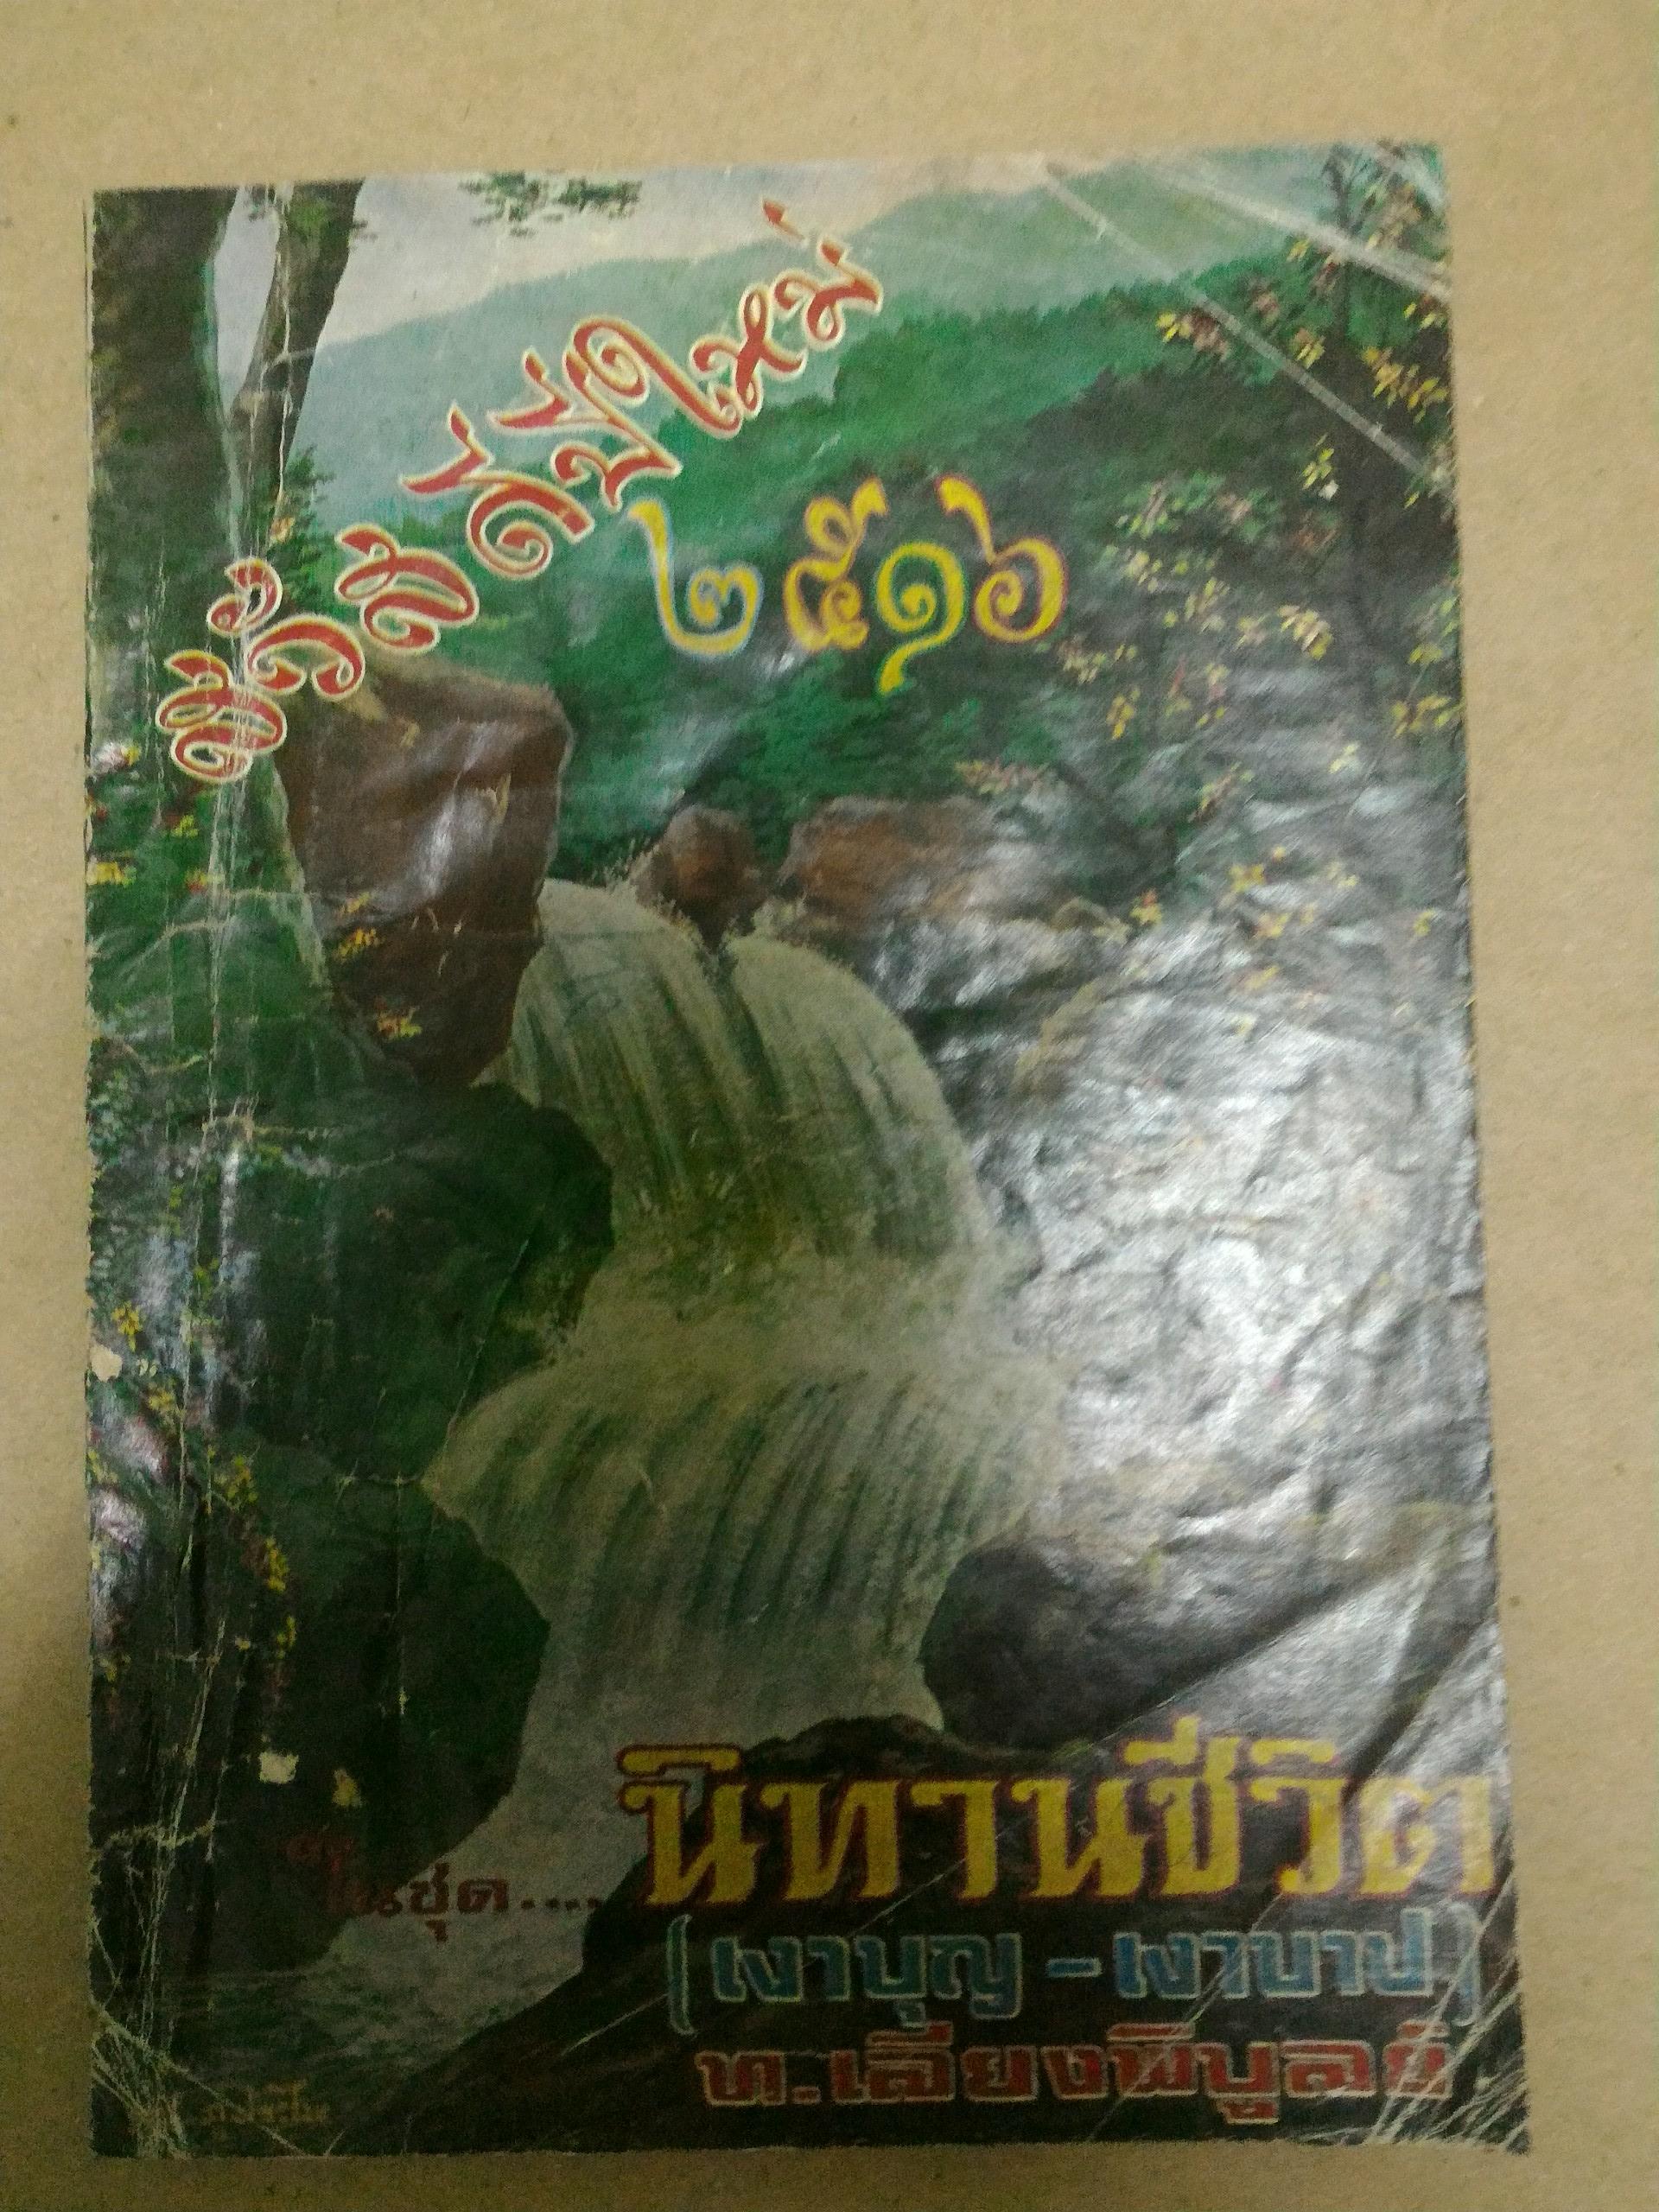 สวัสดีปีใหม่
๒๕๑๖
ในชุด....
นิทานชีวิต
(เงาบุญ - เงาบาป)
ท.เลียงพิบูลย์